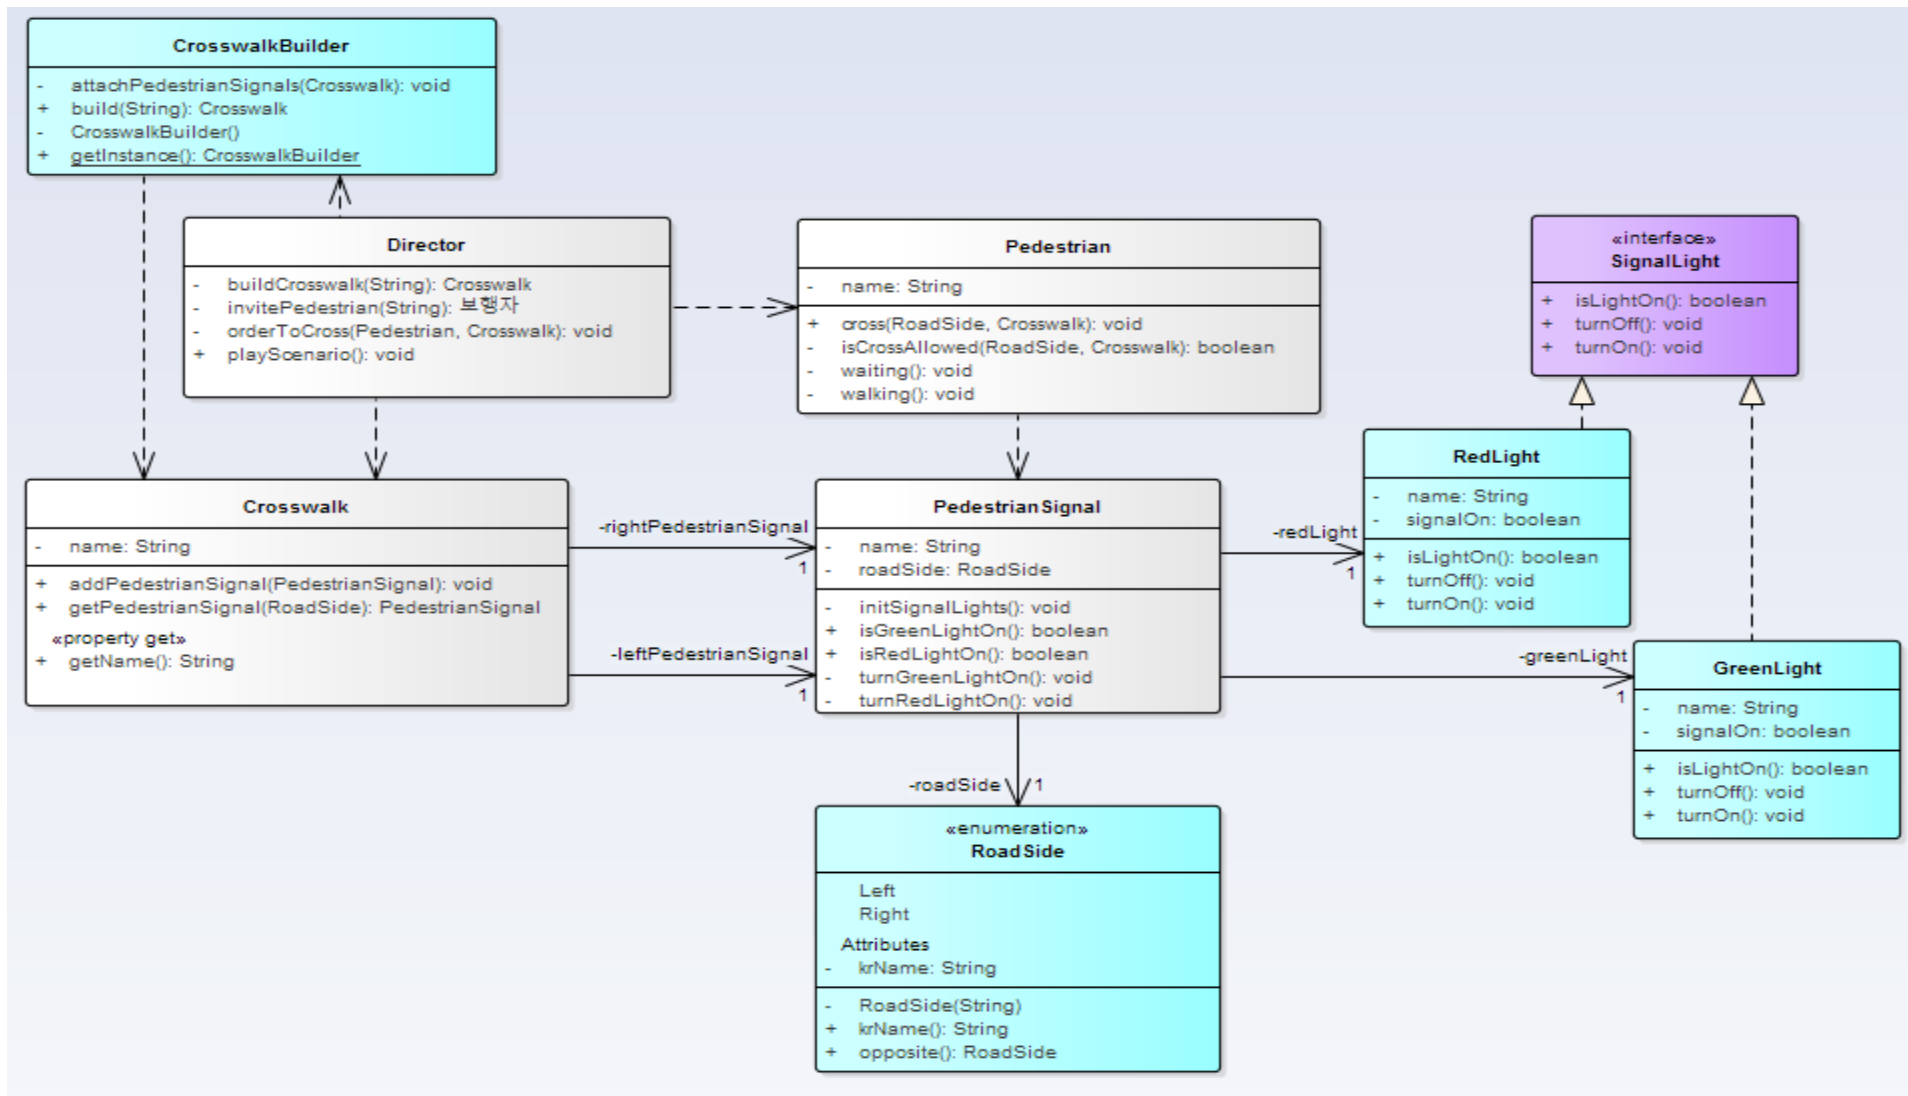 CrosswalkBuilder
- attachPedestrianSignals(Crosswalk): void
+ build(String): Crosswalk
- CrosswalkBuilder()
+ getInstance(): CrosswalkBuilder
Director
- buildCrosswalk(String): Crosswalk
- invitePedestrian(String): 보행자
- orderToCross(Pedestrian, Crosswalk): void
+ playScenario(): void
Pedestrian
- name: String
+ cross(RoadSide, Crosswalk): void
- isCrossAllowed(RoadSide, Crosswalk): boolean
- waiting(): void
- walking(): void
«interface»
SignalLight
+ isLightOn(): boolean
+ turnOff(): void
+ turnOn(): void
Crosswalk
- name: String
+ addPedestrianSignal(PedestrianSignal): void
+ getPedestrianSignal(RoadSide): PedestrianSignal
«property get»
+ getName(): String
-rightPedestrianSignal
1
-leftPedestrianSignal
1
PedestrianSignal
- name: String
- roadSide: RoadSide
- initSignalLights(): void
+ isGreenLightOn(): boolean
+ isRedLightOn(): boolean
- turnGreenLightOn(): void
- turnRedLightOn(): void
-redLight
1
RedLight
- name: String
- signalOn: boolean
+ isLightOn(): boolean
+ turnOff(): void
+ turnOn(): void
-greenLight
1
GreenLight
- name: String
- signalOn: boolean
+ isLightOn(): boolean
+ turnOff(): void
+ turnOn(): void
-roadSide 1
«enumeration»
RoadSide
Left
Right
Attributes
- krName: String
- RoadSide(String)
+ krName(): String
+ opposite(): RoadSide